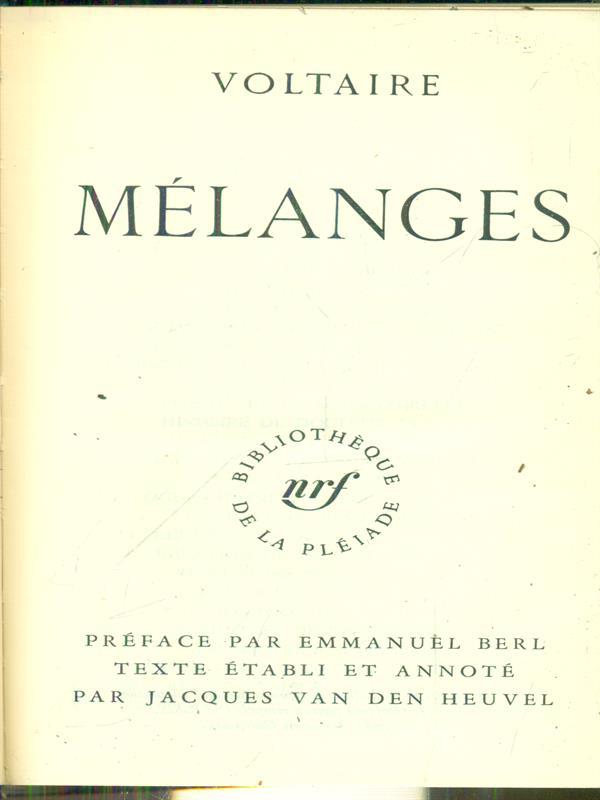 VOLTAIRE
MÉLANGES
BIBLIOTHÈQUE
nrf
DE LA PLÉIADE
PRÉFACE PAR EMMANUEL BERL
TEXTE ÉTABLI ET ANNOTÉ
PAR JACQUES VAN DEN HEUVEL